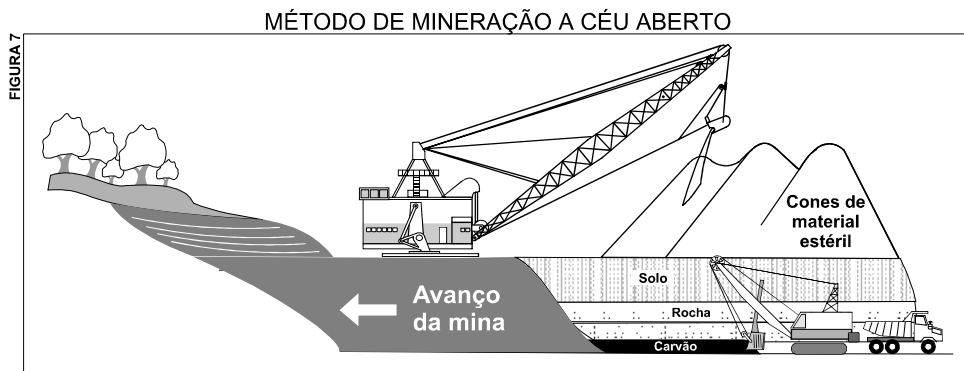 MÉTODO DE MINERAÇÃO A CÉU ABERTO
FIGURA 7
Cones de
material
estéril
Solo
Rocha
Avanço
da mina
Carvão